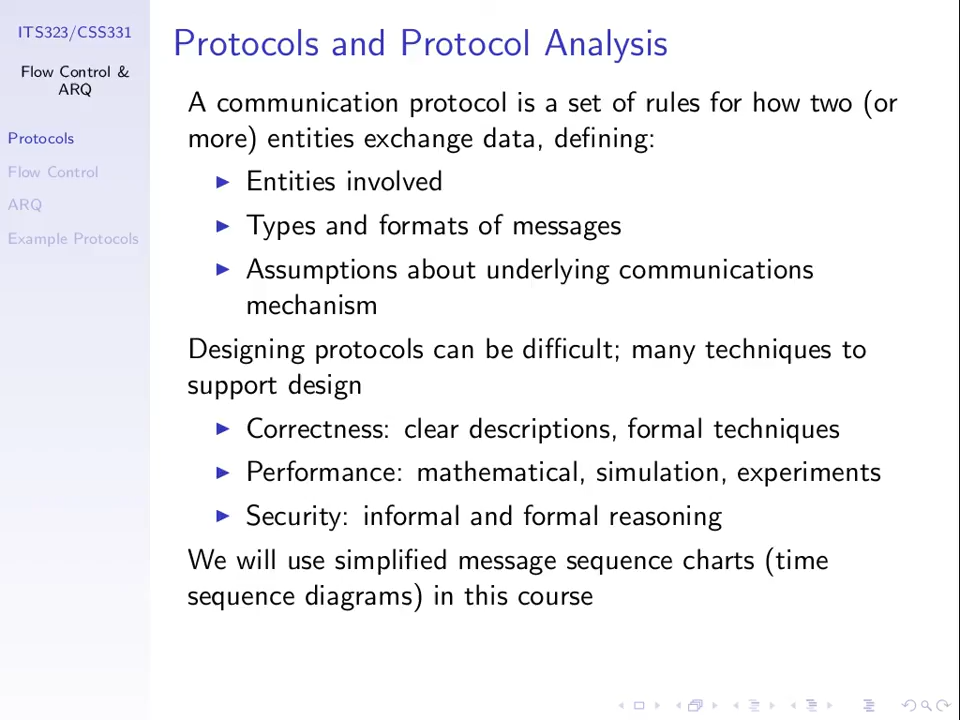 ITS323/CSS331
Flow Control &
ARQ
Protocols
Flow Control
ARQ
Example Protocols
Protocols and Protocol Analysis
A communication protocol is a set of rules for how two (or
more) entities exchange data, defining:
▶ Entities involved
▶ Types and formats of messages
▶ Assumptions about underlying communications
mechanism
Designing protocols can be difficult; many techniques to
support design
▶ Correctness: clear descriptions, formal techniques
▶ Performance: mathematical, simulation, experiments
▶ Security: informal and formal reasoning
We will use simplified message sequence charts (time
sequence diagrams) in this course